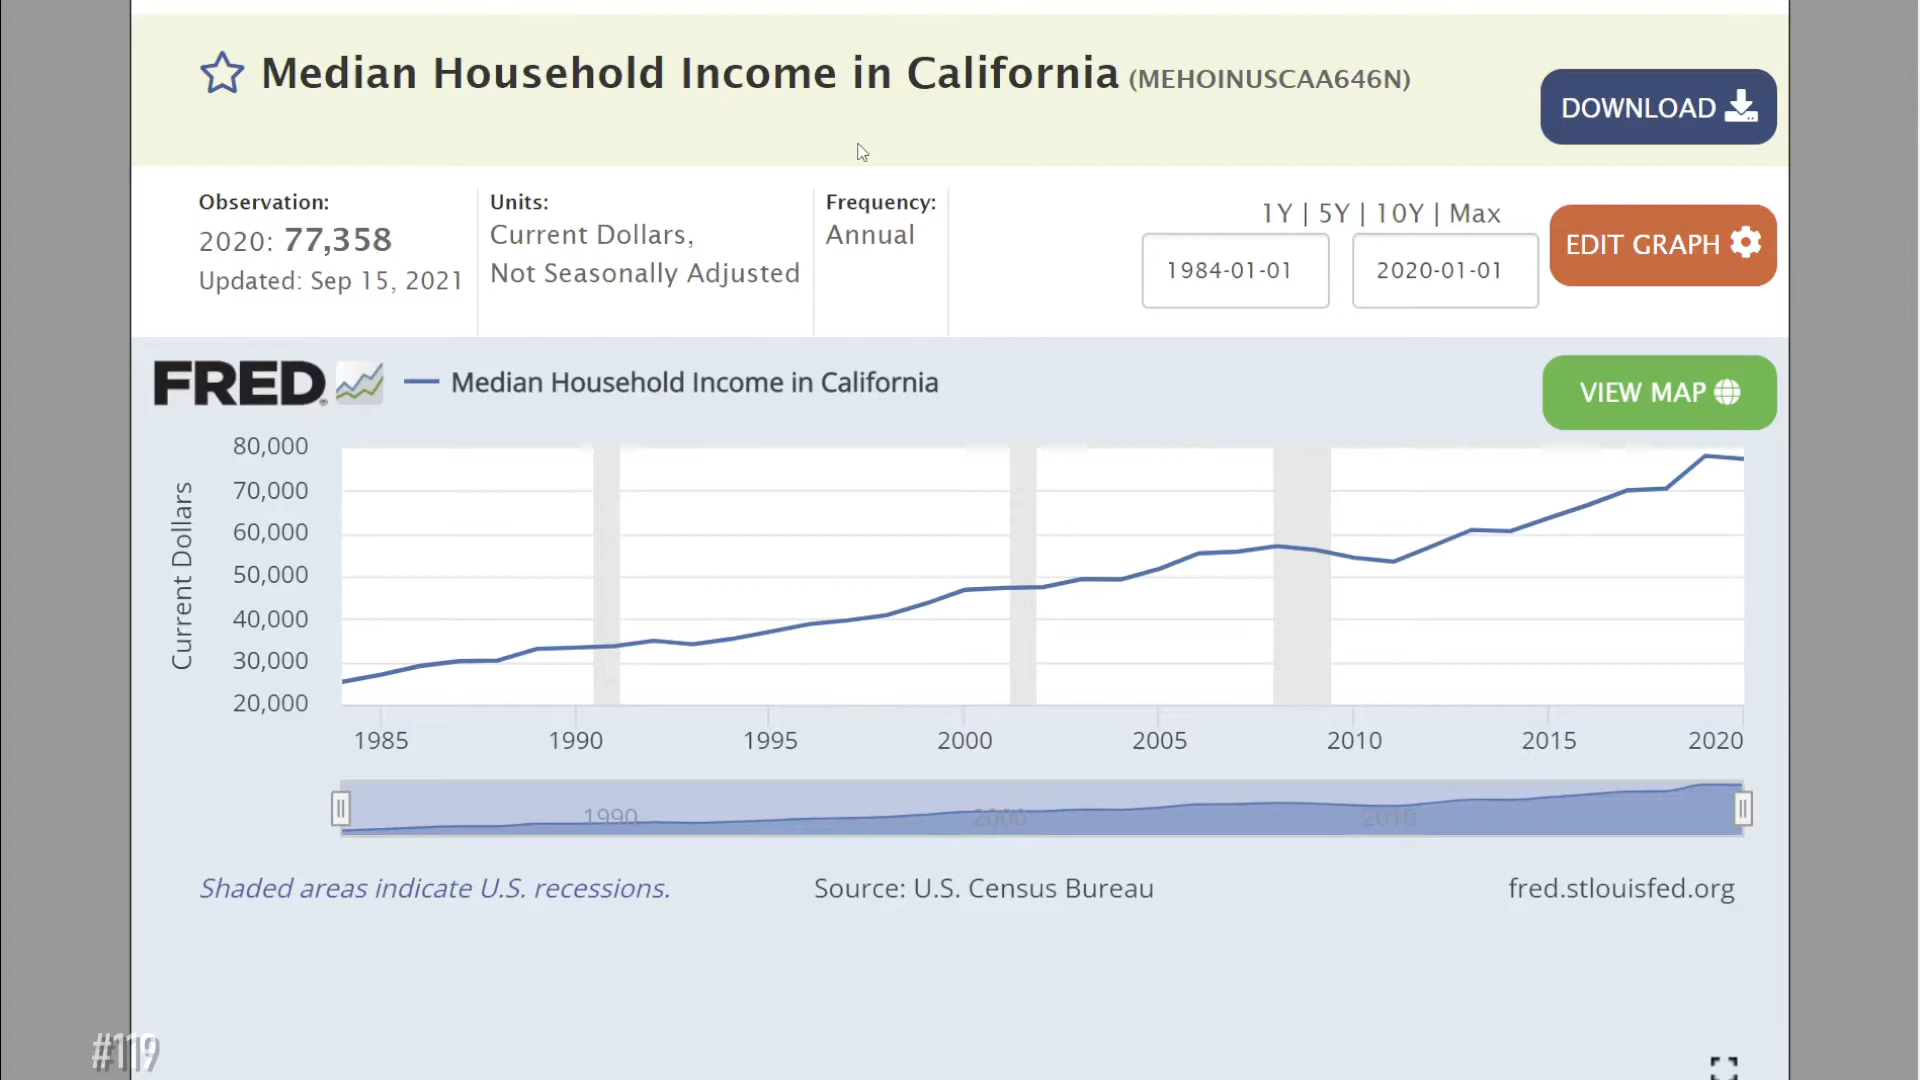 Median Household Income in California (MEHOINUSCAA646N)
DOWNLOAD
Observation:
2020: 77,358
Updated: Sep 15, 2021
Units:
Current Dollars,
Not Seasonally Adjusted
Frequency:
Annual
1Y | 5Y | 10Y | Max
1984-01-01
2020-01-01
EDIT GRAPH
FRED
Median Household Income in California
VIEW MAP
Current Dollars
80,000
70,000
60,000
50,000
40,000
30,000
20,000
1985 1990 1995 2000 2005 2010 2015 2020
1990 2000 2010
Shaded areas indicate U.S. recessions.
Source: U.S. Census Bureau
fred.stlouisfed.org
#119